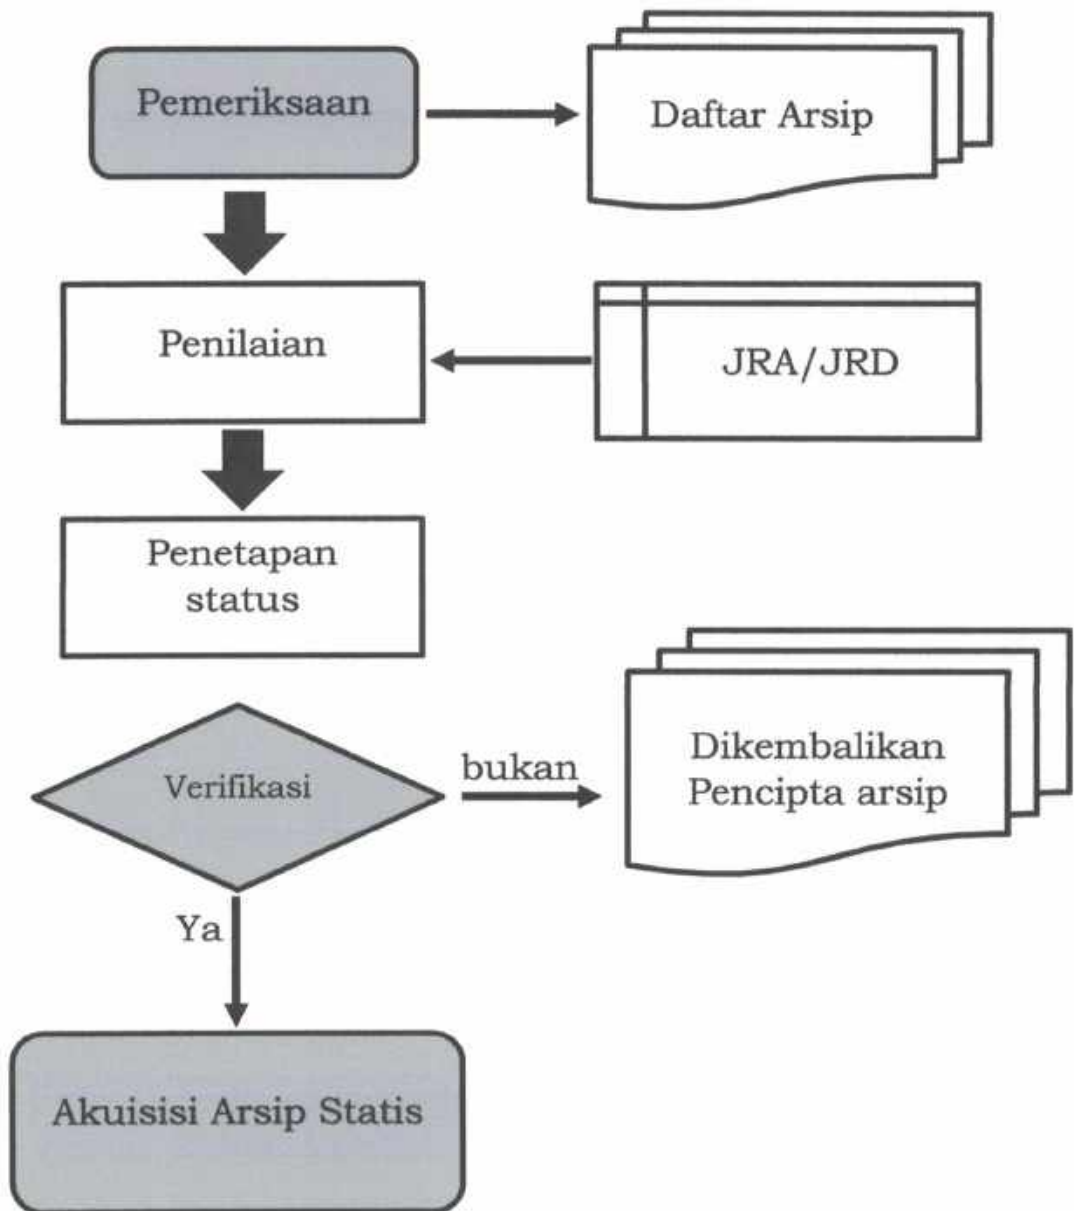 Pemeriksaan
Daftar Arsip
Penilaian
JRA/JRD
Penetapan
status
Verifikasi
bukan
Dikembalikan
Pencipta arsip
Ya
Akuisisi Arsip Statis